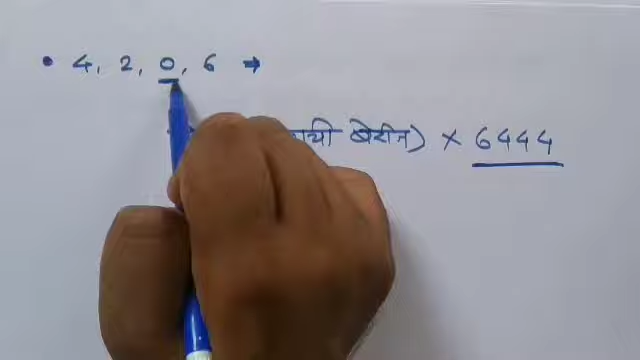 • 4, 2, 0, 6 →
बेरीज) × 6444